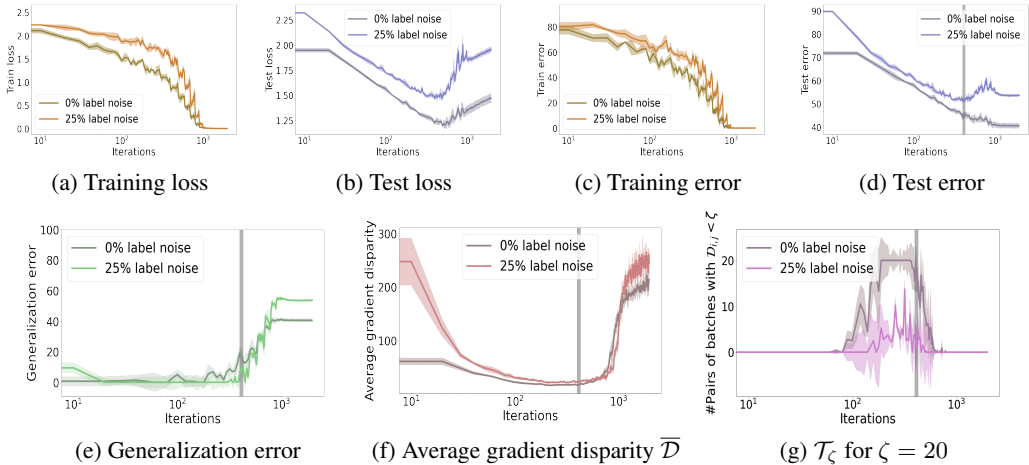 2.5
2.0
1.5
1.0
0.5
0.0
Train loss
0% label noise
25% label noise
10¹ 10² 10³
Iterations
(a) Training loss
2.25
2.00
1.75
1.50
1.25
Test loss
0% label noise
25% label noise
10¹ 10² 10³
Iterations
(b) Test loss
80
60
40
20
0
Train error
0% label noise
25% label noise
10¹ 10² 10³
Iterations
(c) Training error
90
80
70
60
50
40
Test error
0% label noise
25% label noise
10¹ 10² 10³
Iterations
(d) Test error
100
80
60
40
20
0
Generalization error
0% label noise
25% label noise
10¹ 10² 10³
Iterations
(e) Generalization error
300
200
100
Average gradient disparity
0% label noise
25% label noise
10¹ 10² 10³
Iterations
(f) Average gradient disparity D̅
20
10
0
#Pairs of batches with 𝒟ᵢ,ⱼ < ζ
0% label noise
25% label noise
10¹ 10² 10³
Iterations
(g) 𝒯_ζ for ζ = 20